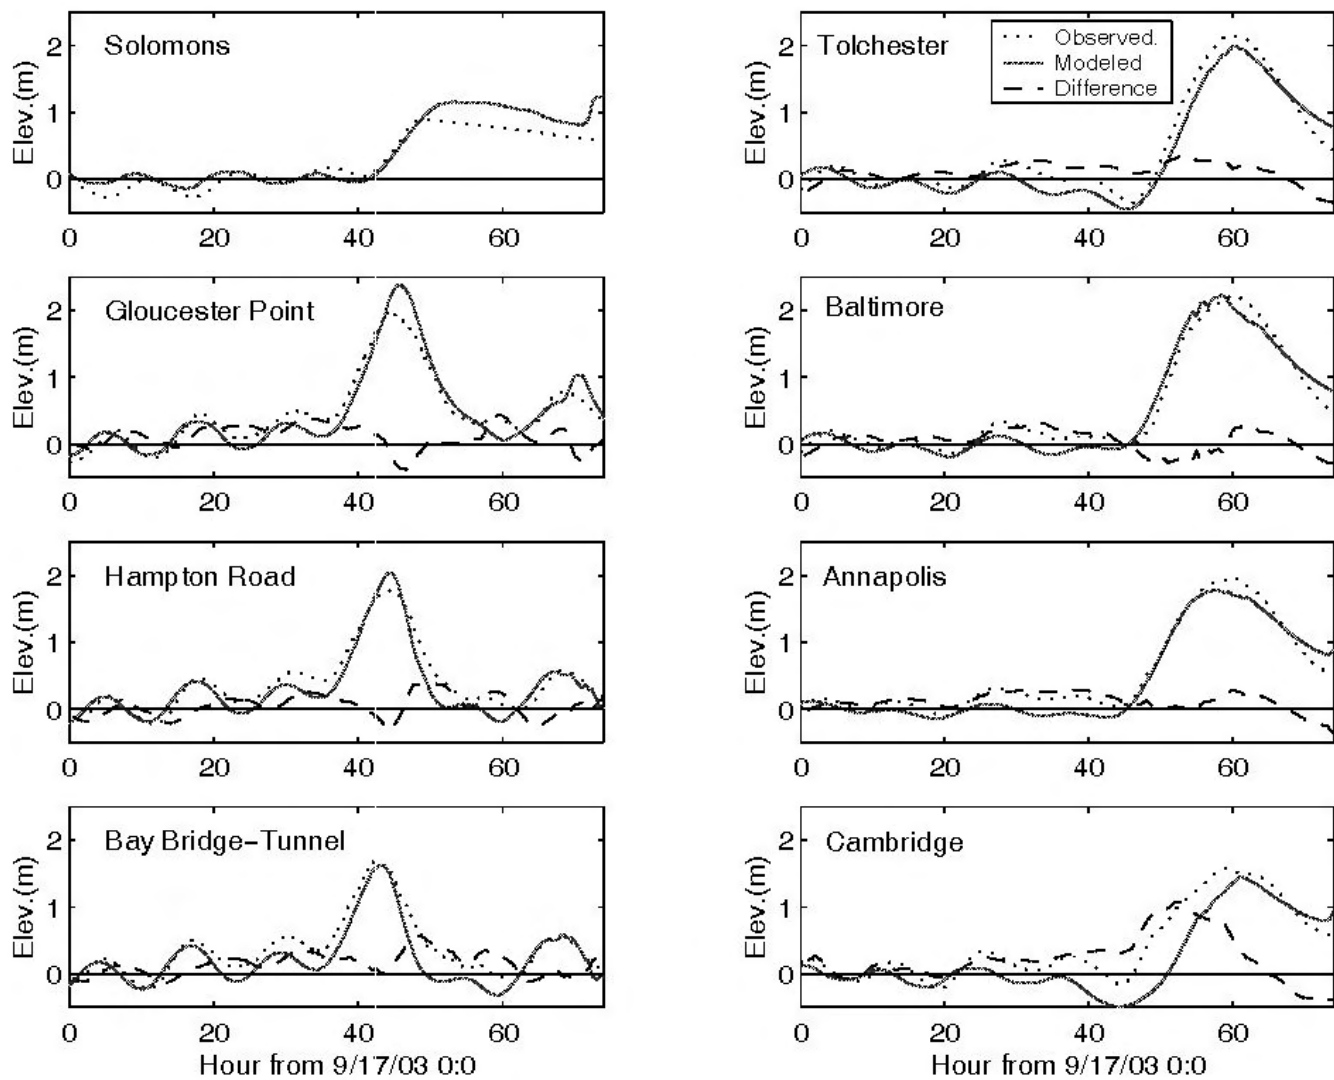 Solomons
Elev.(m)
2
1
0
0 20 40 60
Tolchester
Observed.
Modeled
Difference
Elev.(m)
2
1
0
0 20 40 60
Gloucester Point
Elev.(m)
2
1
0
0 20 40 60
Baltimore
Elev.(m)
2
1
0
0 20 40 60
Hampton Road
Elev.(m)
2
1
0
0 20 40 60
Annapolis
Elev.(m)
2
1
0
0 20 40 60
Bay Bridge-Tunnel
Elev.(m)
2
1
0
0 20 40 60
Hour from 9/17/03 0:0
Cambridge
Elev.(m)
2
1
0
0 20 40 60
Hour from 9/17/03 0:0